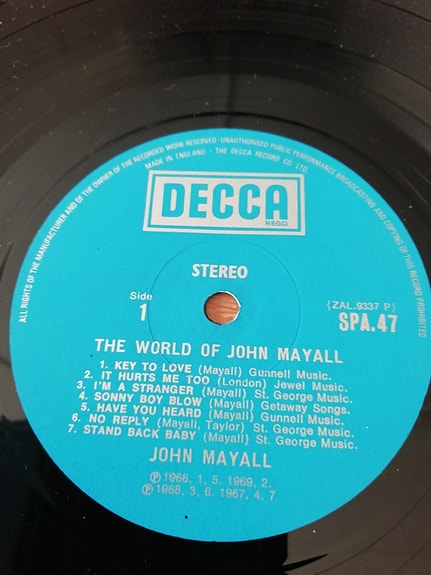 ALL RIGHTS OF THE MANUFACTURER AND OF THE OWNER OF THE RECORDED WORK RESERVED · UNAUTHORISED PUBLIC PERFORMANCE BROADCASTING AND COPYING OF THIS RECORD PROHIBITED
MADE IN ENGLAND · THE DECCA RECORD CO LTD.
DECCA
REGD.
STEREO
Side
1
(ZAL.9337 P)
SPA.47
THE WORLD OF JOHN MAYALL
1. KEY TO LOVE (Mayall) Gunnell Music.
2. IT HURTS ME TOO (London) Jewel Music.
3. I'M A STRANGER (Mayall) St. George Music.
4. SONNY BOY BLOW (Mayall) Getaway Songs.
5. HAVE YOU HEARD (Mayall) Gunnell Music.
6. NO REPLY (Mayall, Taylor) St. George Music.
7. STAND BACK BABY (Mayall) St. George Music.
JOHN MAYALL
℗ 1966, 1, 5. 1969, 2.
℗ 1968, 3, 6. 1967, 4, 7